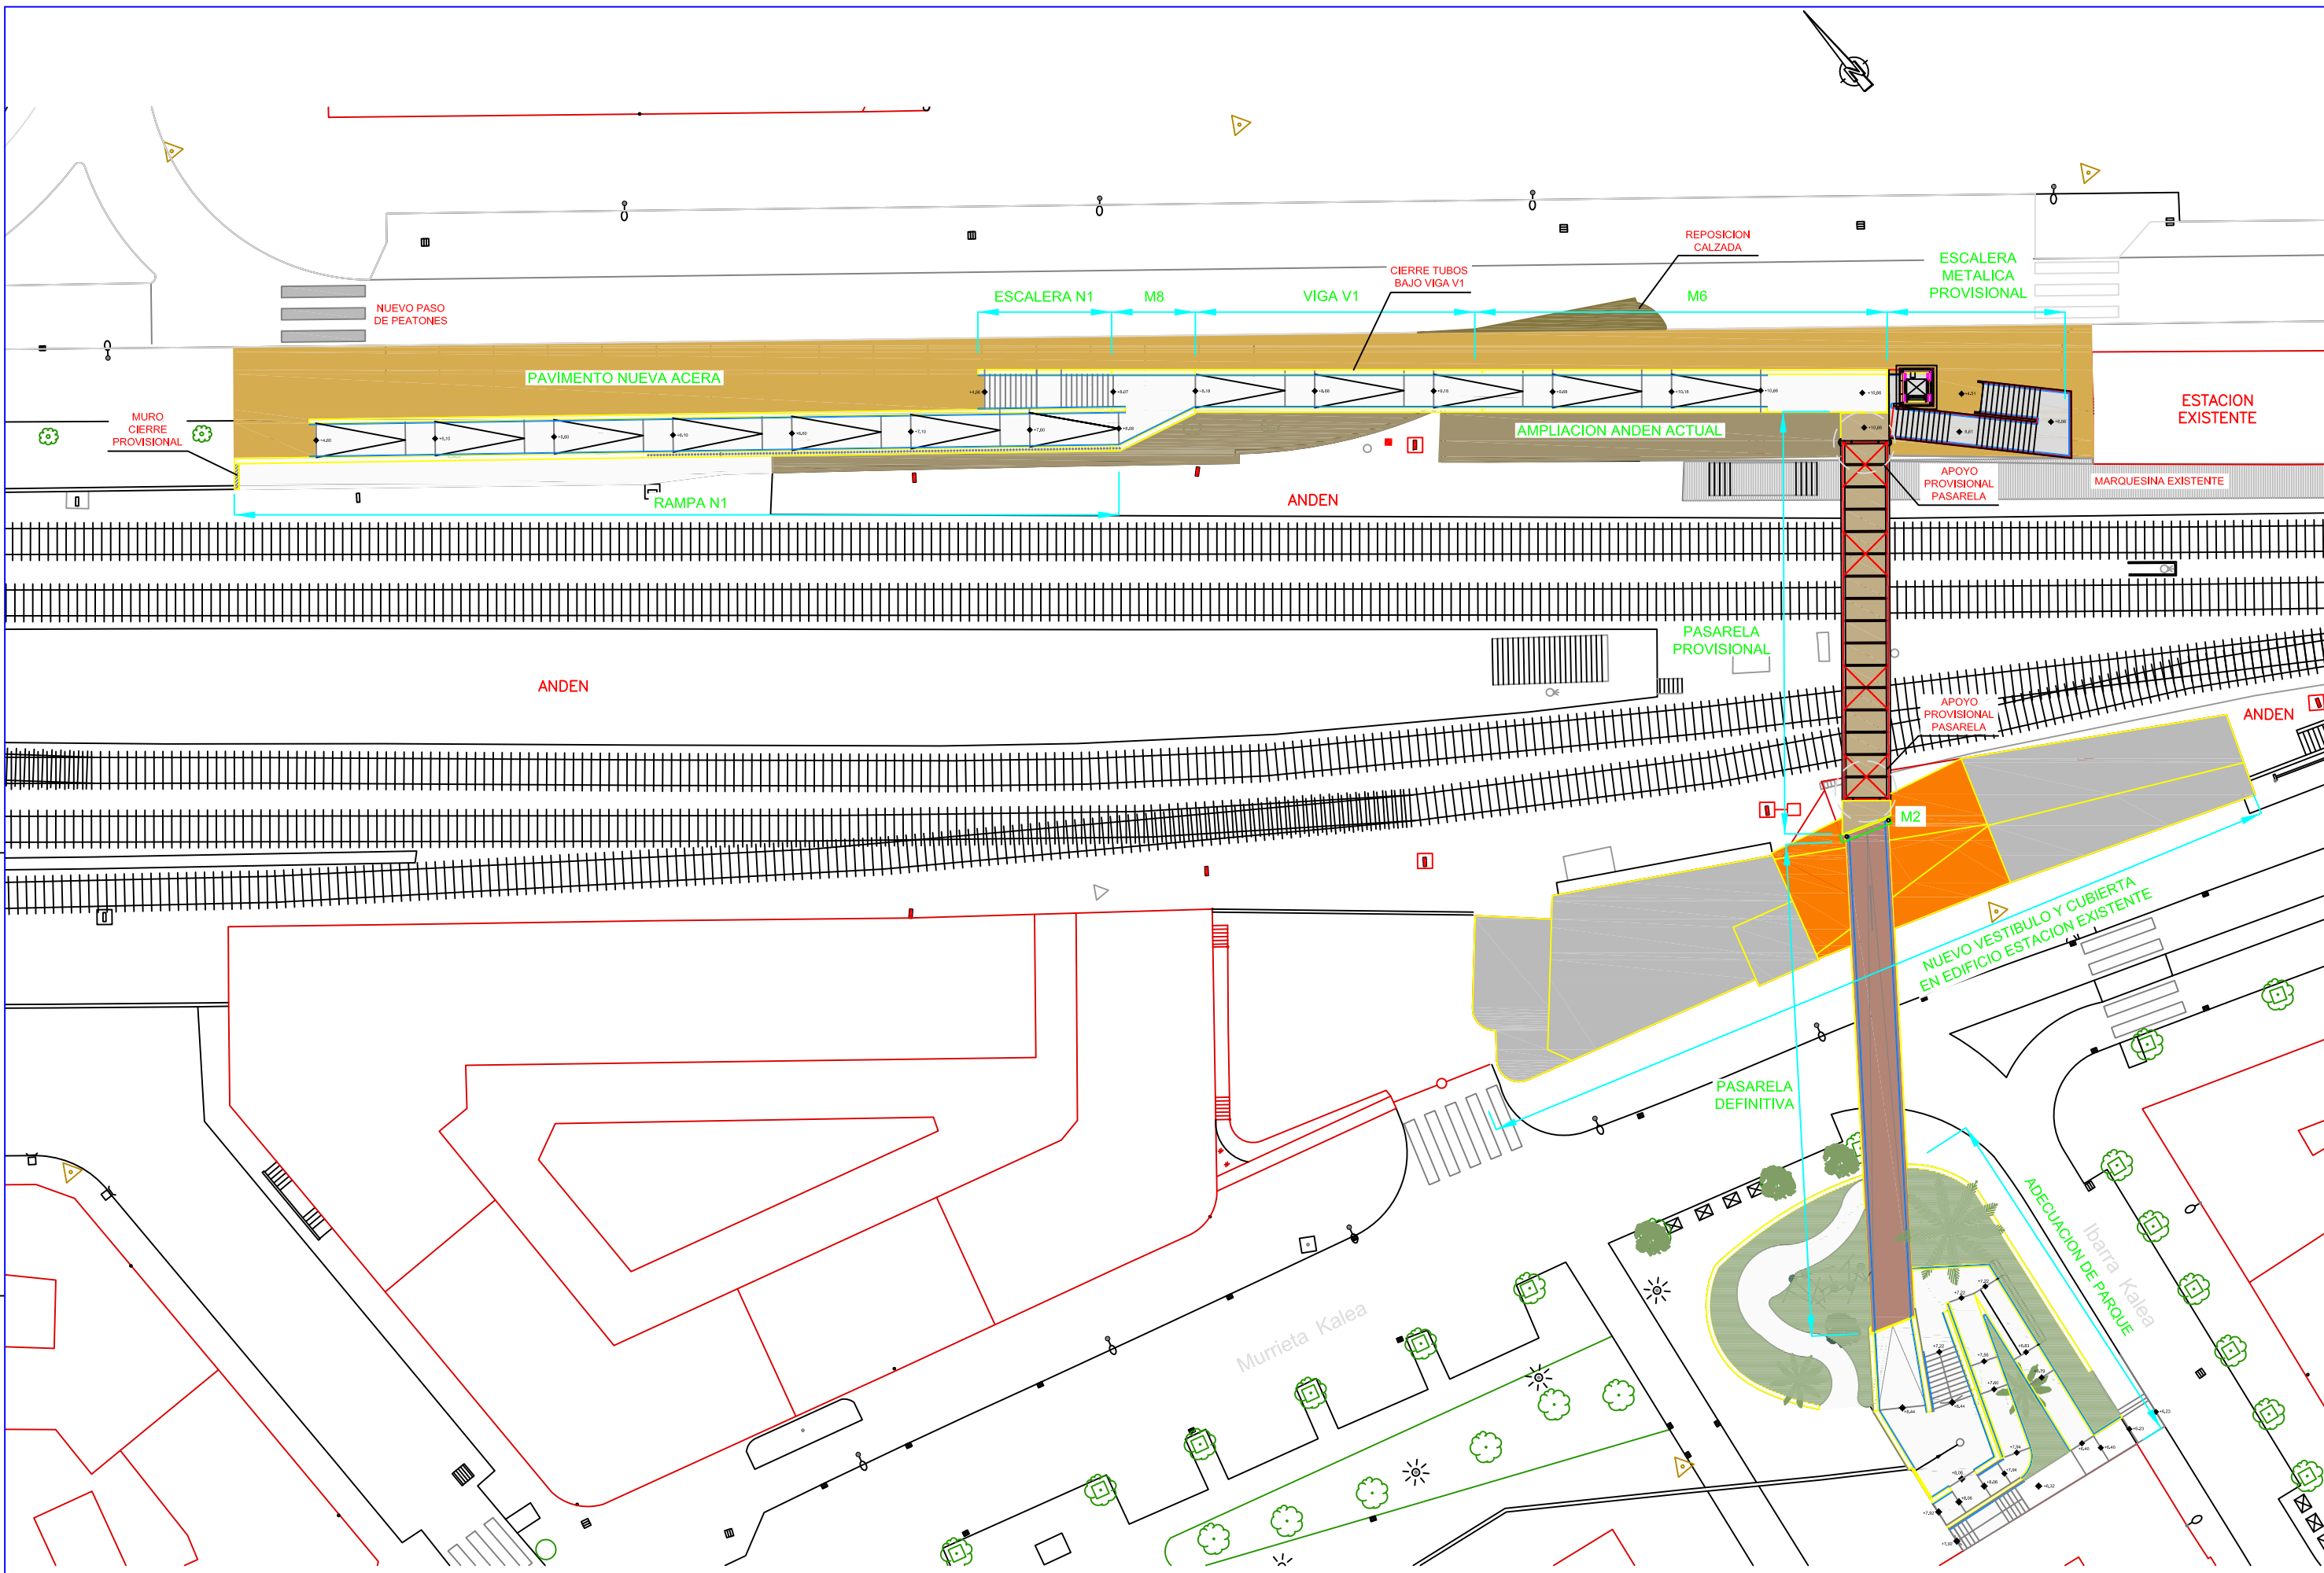 REPOSICION
CALZADA
ESCALERA
METALICA
PROVISIONAL
CIERRE TUBOS
BAJO VIGA V1
ESCALERA N1
M8
VIGA V1
M6
NUEVO PASO
DE PEATONES
PAVIMENTO NUEVA ACERA
MURO
CIERRE
PROVISIONAL
ESTACION
EXISTENTE
AMPLIACION ANDEN ACTUAL
APOYO
PROVISIONAL
PASARELA
MARQUESINA EXISTENTE
RAMPA N1
ANDEN
PASARELA
PROVISIONAL
ANDEN
APOYO
PROVISIONAL
PASARELA
ANDEN
M2
NUEVO VESTIBULO Y CUBIERTA
EN EDIFICIO ESTACION EXISTENTE
PASARELA
DEFINITIVA
ADECUACION DE PARQUE
Ibarra Kalea
Murrieta Kalea